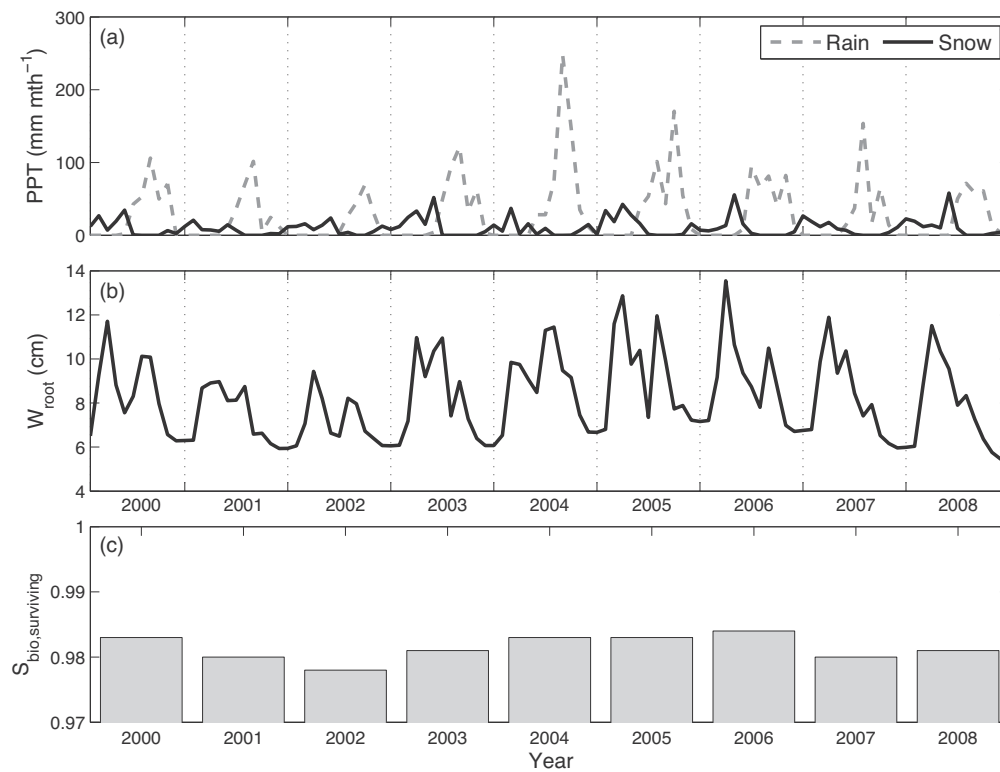 300
200
100
0
PPT (mm mth⁻¹)
(a)
Rain
Snow
14
12
10
8
6
4
W_root (cm)
(b)
2000 2001 2002 2003 2004 2005 2006 2007 2008
1
0.99
0.98
0.97
S_bio,surviving
(c)
2000 2001 2002 2003 2004 2005 2006 2007 2008
Year